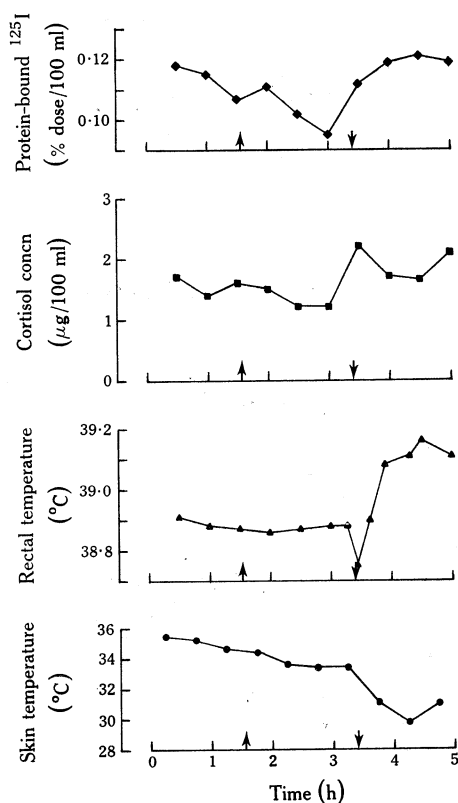 Protein-bound ¹²⁵I
(% dose/100 ml)
0·12
0·10
Cortisol concn
(μg/100 ml)
3
2
1
0
Rectal temperature
(°C)
39·2
39·0
38·8
Skin temperature
(°C)
36
34
32
30
28
0 1 2 3 4 5
Time (h)